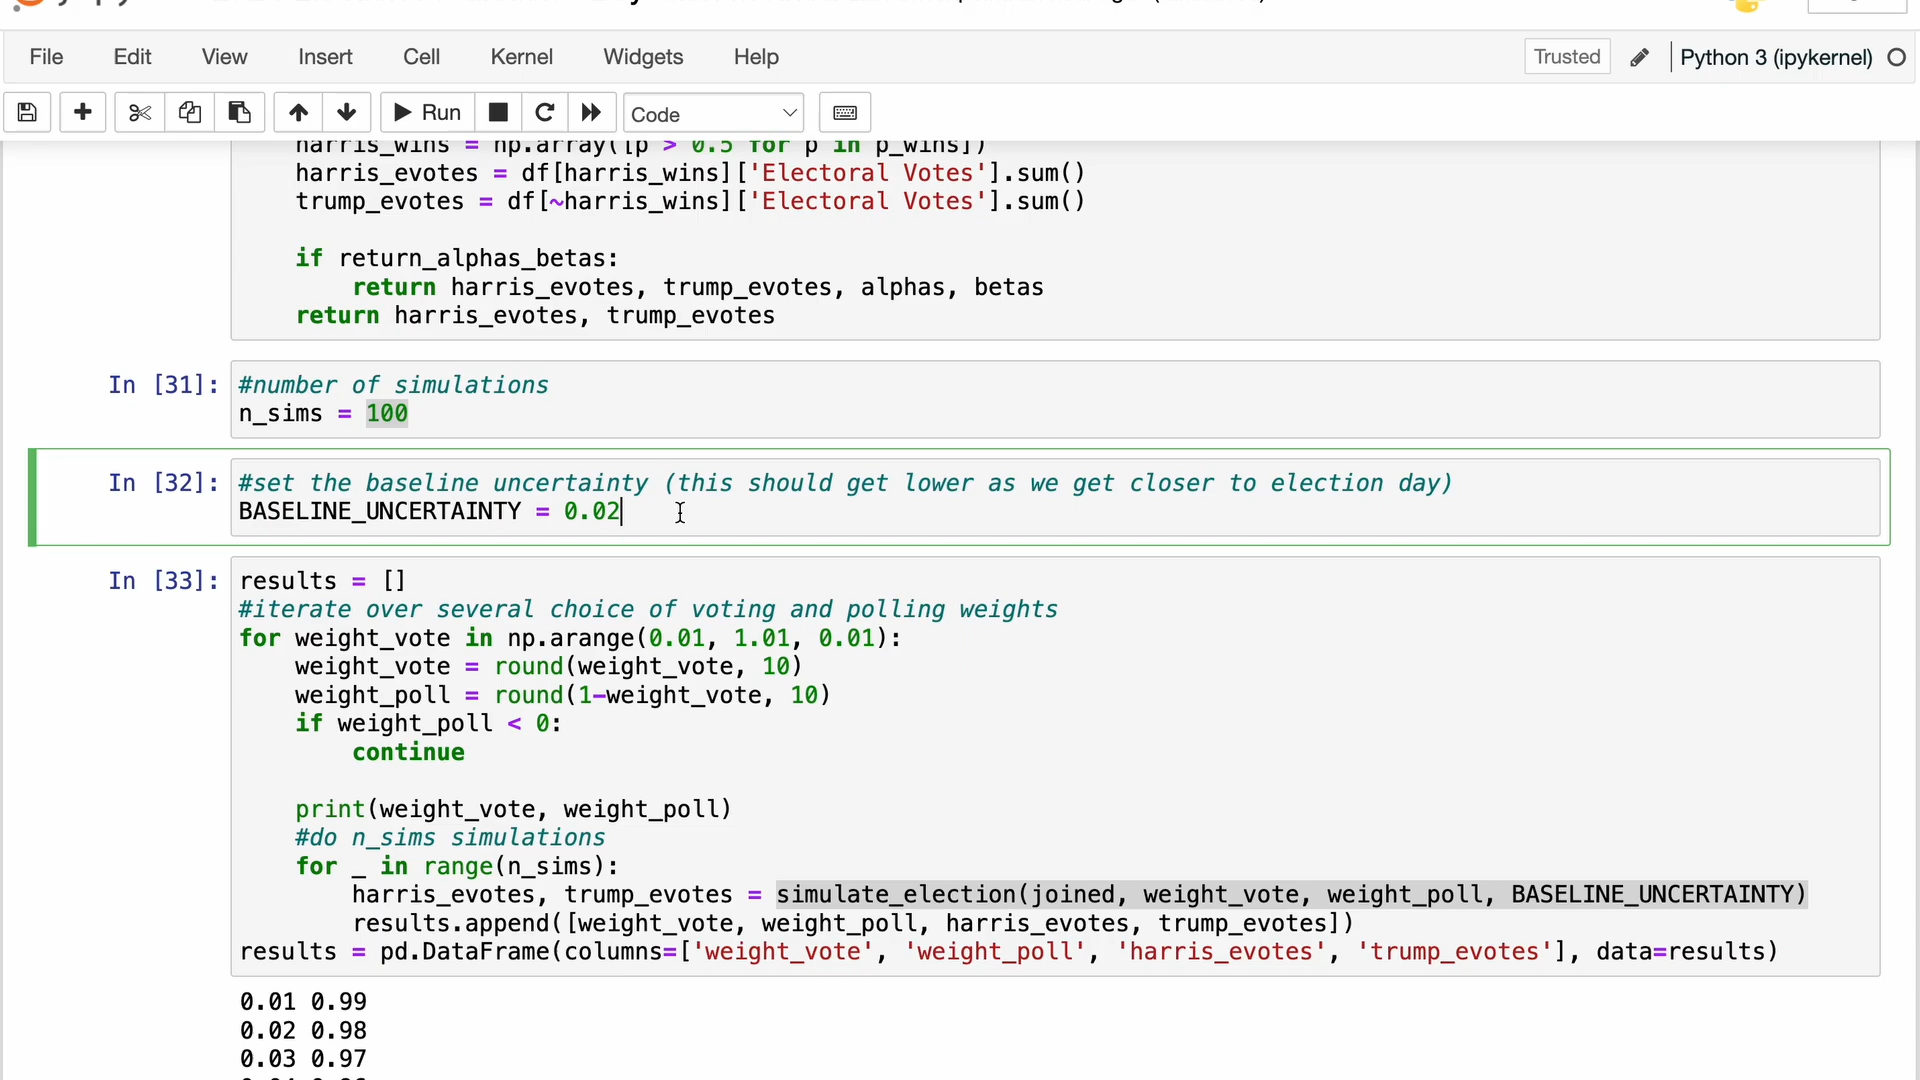 File Edit View Insert Cell Kernel Widgets Help Trusted Python 3 (ipykernel)
Run Code
    harris_wins = np.array([p > 0.5 for p in p_wins])
    harris_evotes = df[harris_wins]['Electoral Votes'].sum()
    trump_evotes = df[~harris_wins]['Electoral Votes'].sum()
    if return_alphas_betas:
        return harris_evotes, trump_evotes, alphas, betas
    return harris_evotes, trump_evotes
In [31]: #number of simulations
n_sims = 100
In [32]: #set the baseline uncertainty (this should get lower as we get closer to election day)
BASELINE_UNCERTAINTY = 0.02
In [33]: results = []
#iterate over several choice of voting and polling weights
for weight_vote in np.arange(0.01, 1.01, 0.01):
    weight_vote = round(weight_vote, 10)
    weight_poll = round(1-weight_vote, 10)
    if weight_poll < 0:
        continue
    print(weight_vote, weight_poll)
    #do n_sims simulations
    for _ in range(n_sims):
        harris_evotes, trump_evotes = simulate_election(joined, weight_vote, weight_poll, BASELINE_UNCERTAINTY)
        results.append([weight_vote, weight_poll, harris_evotes, trump_evotes])
results = pd.DataFrame(columns=['weight_vote', 'weight_poll', 'harris_evotes', 'trump_evotes'], data=results)
0.01 0.99
0.02 0.98
0.03 0.97